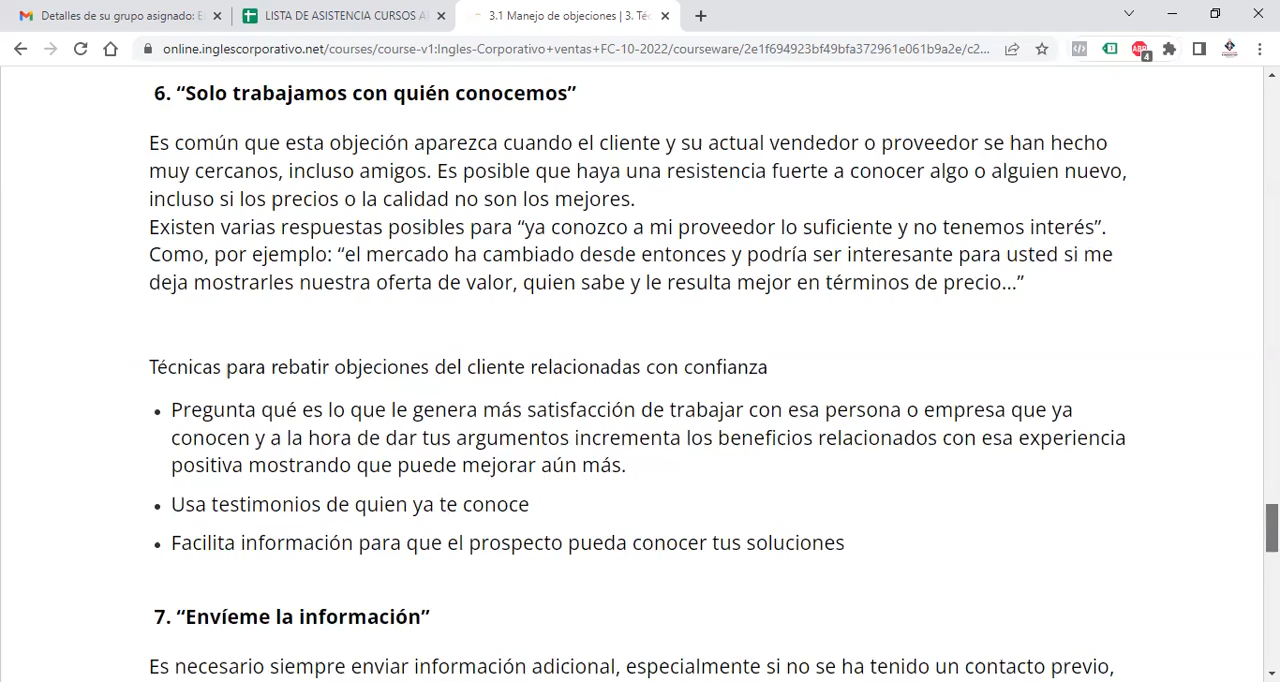 Detalles de su grupo asignado: E
LISTA DE ASISTENCIA CURSOS A
3.1 Manejo de objeciones | 3. Té
online.inglescorporativo.net/courses/course-v1:Ingles-Corporativo+ventas+FC-10-2022/courseware/2e1f694923bf49bfa372961e061b9a2e/c2...
ABP
4
6. “Solo trabajamos con quién conocemos”
Es común que esta objeción aparezca cuando el cliente y su actual vendedor o proveedor se han hecho
muy cercanos, incluso amigos. Es posible que haya una resistencia fuerte a conocer algo o alguien nuevo,
incluso si los precios o la calidad no son los mejores.
Existen varias respuestas posibles para “ya conozco a mi proveedor lo suficiente y no tenemos interés”.
Como, por ejemplo: “el mercado ha cambiado desde entonces y podría ser interesante para usted si me
deja mostrarles nuestra oferta de valor, quien sabe y le resulta mejor en términos de precio...”
Técnicas para rebatir objeciones del cliente relacionadas con confianza
• Pregunta qué es lo que le genera más satisfacción de trabajar con esa persona o empresa que ya
conocen y a la hora de dar tus argumentos incrementa los beneficios relacionados con esa experiencia
positiva mostrando que puede mejorar aún más.
• Usa testimonios de quien ya te conoce
• Facilita información para que el prospecto pueda conocer tus soluciones
7. “Envíeme la información”
Es necesario siempre enviar información adicional, especialmente si no se ha tenido un contacto previo,